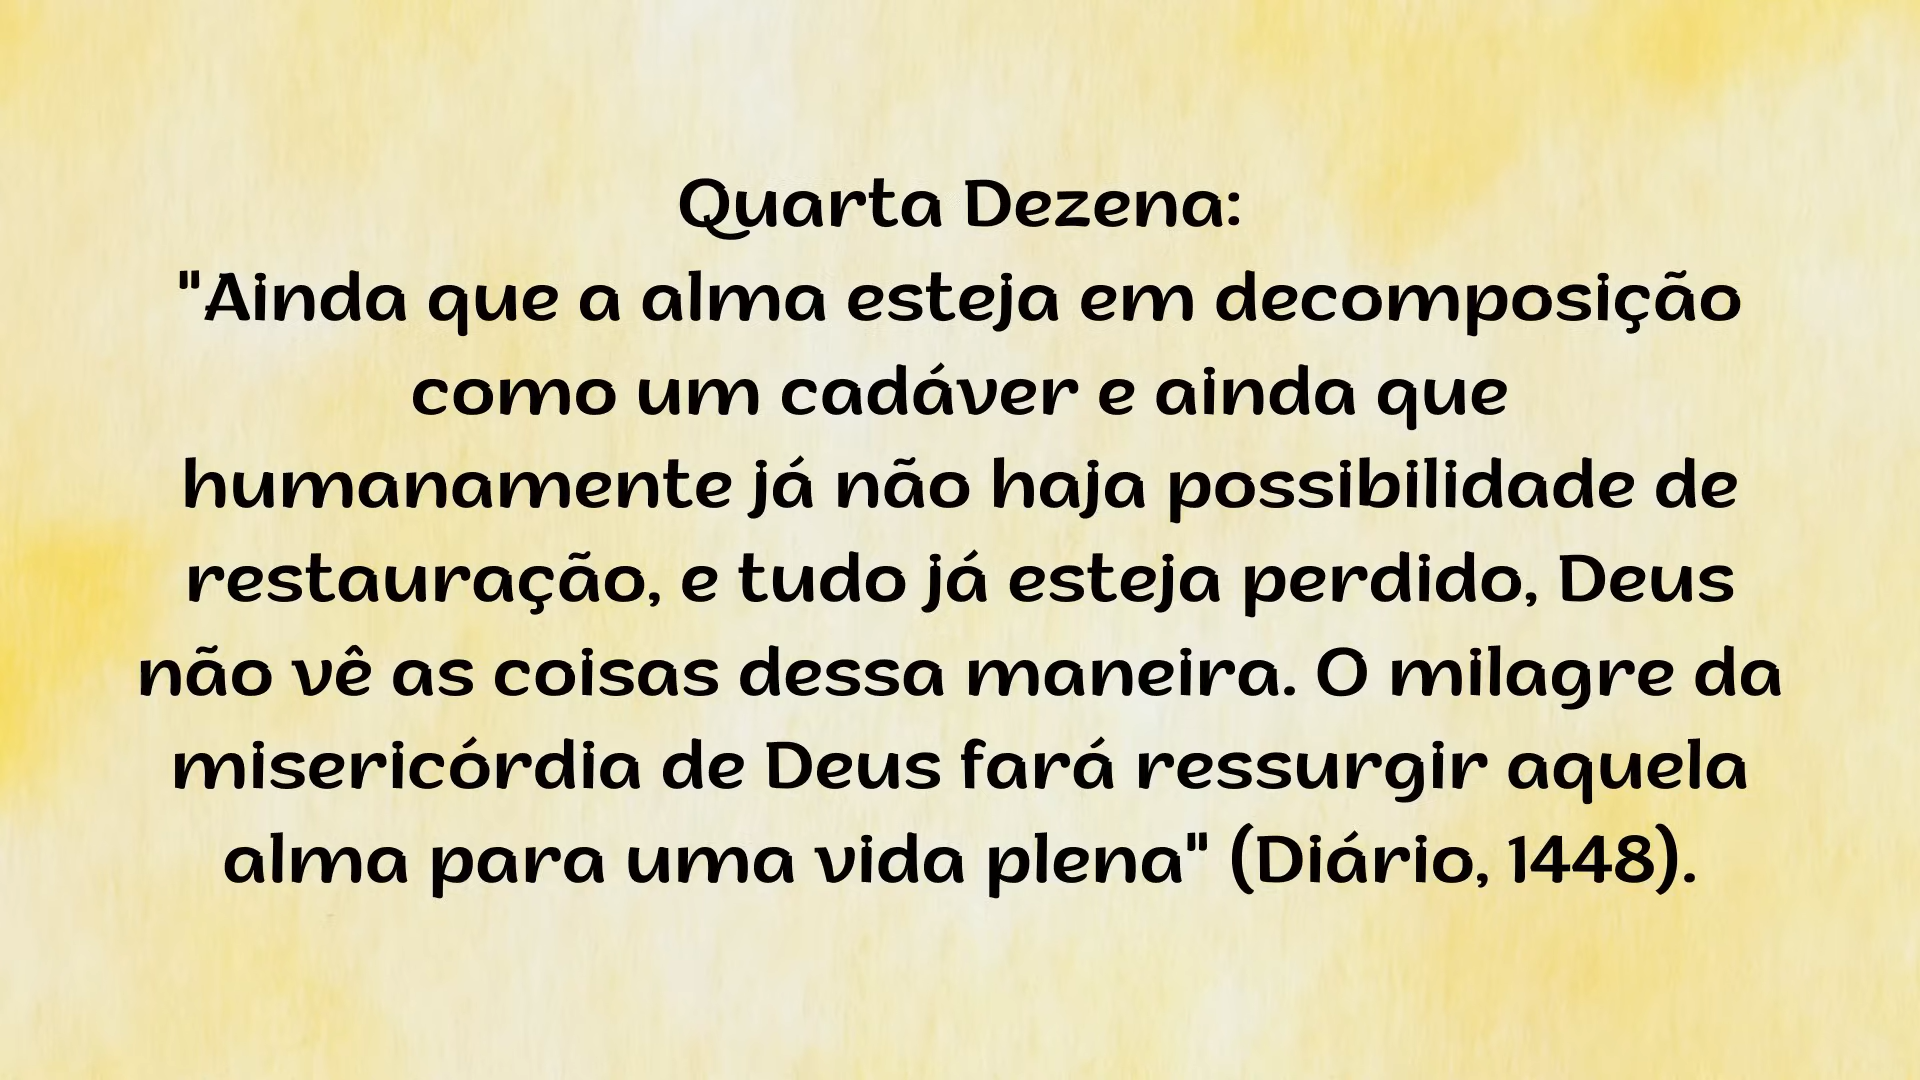 Quarta Dezena:
"Ainda que a alma esteja em decomposição
como um cadáver e ainda que
humanamente já não haja possibilidade de
restauração, e tudo já esteja perdido, Deus
não vê as coisas dessa maneira. O milagre da
misericórdia de Deus fará ressurgir aquela
alma para uma vida plena" (Diário, 1448).